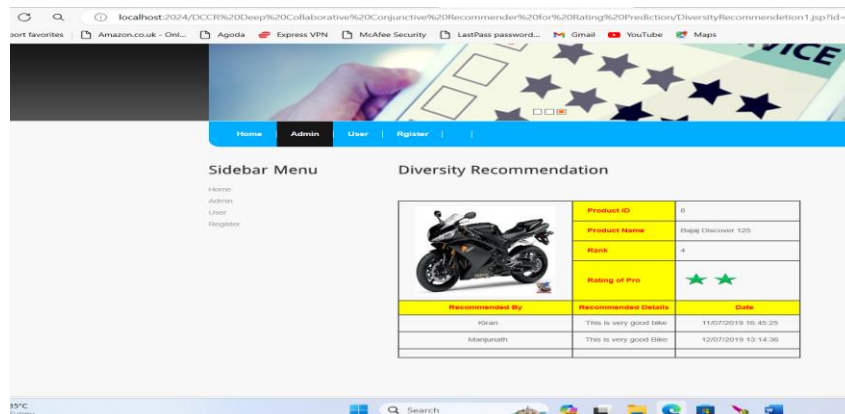 localhost:2024/DCCR%20Deep%20Collaborative%20Conjunctive%20Recommender%20for%20Rating%20Prediction/DiversityRecommendetion1.jsp?id=
port favorites Amazon.co.uk - Onl... Agoda Express VPN McAfee Security LastPass password... Gmail YouTube Maps
VICE
Home Admin User Rgister
Sidebar Menu
Home
Admin
User
Register
Diversity Recommendation
Product ID 8
Product Name Bajaj Discover 125
Rank 4
Rating of Pro
Recommended By Recommended Details Date
Kiran This is very good bike 11/07/2019 16:45:25
Manjunath This is very good Bike 12/07/2019 13:14:36
35°C
Search